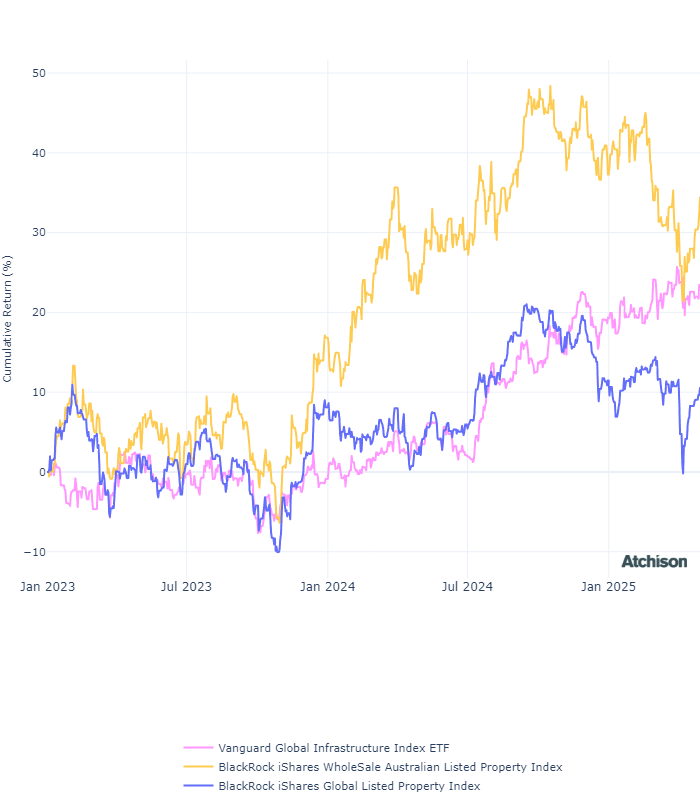 50
40
30
20
10
0
−10
Cumulative Return (%)
Jan 2023 Jul 2023 Jan 2024 Jul 2024 Jan 2025
Atchison
Vanguard Global Infrastructure Index ETF
BlackRock iShares WholeSale Australian Listed Property Index
BlackRock iShares Global Listed Property Index